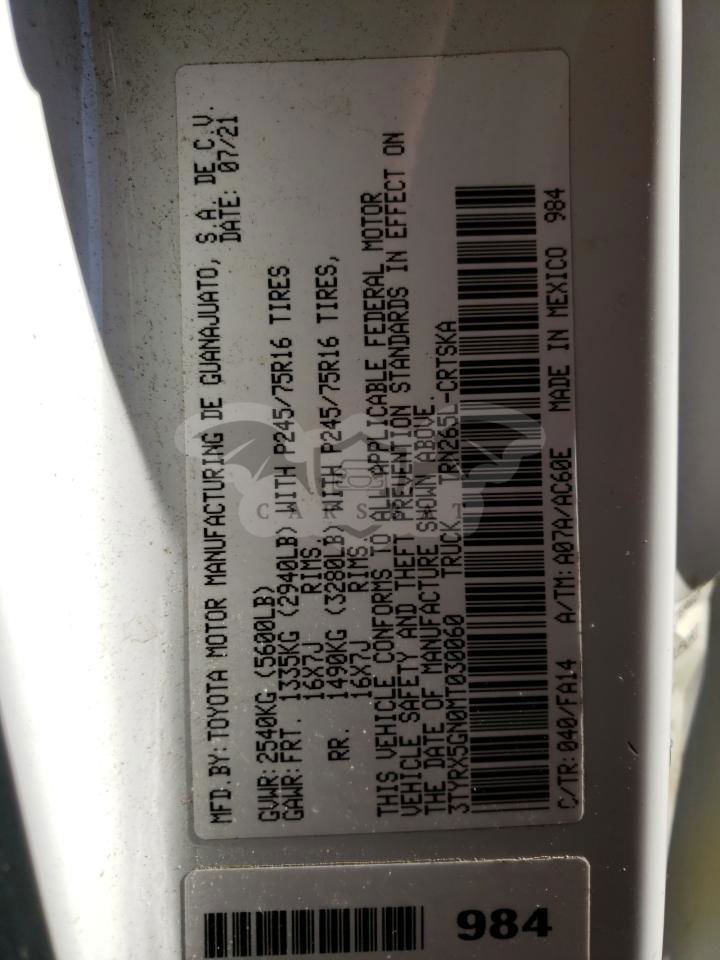 MFD.BY:TOYOTA MOTOR MANUFACTURING DE GUANAJUATO, S.A. DE C.V.
DATE: 07/21
GVWR:2540KG(5600LB)
GAWR:FRT. 1335KG (2940LB) WITH P245/75R16 TIRES
16X7J RIMS.
RR. 1490KG (3280LB) WITH P245/75R16 TIRES,
16X7J RIMS
THIS VEHICLE CONFORMS TO ALL APPLICABLE FEDERAL MOTOR
VEHICLE SAFETY AND THEFT PREVENTION STANDARDS IN EFFECT ON
THE DATE OF MANUFACTURE SHOWN ABOVE.
3TYRX5GN0MT030060 TRUCK TRN265L-CRTSKA
C/TR:040/FA14 A/TM:A07A/AC60E MADE IN MEXICO 984
984